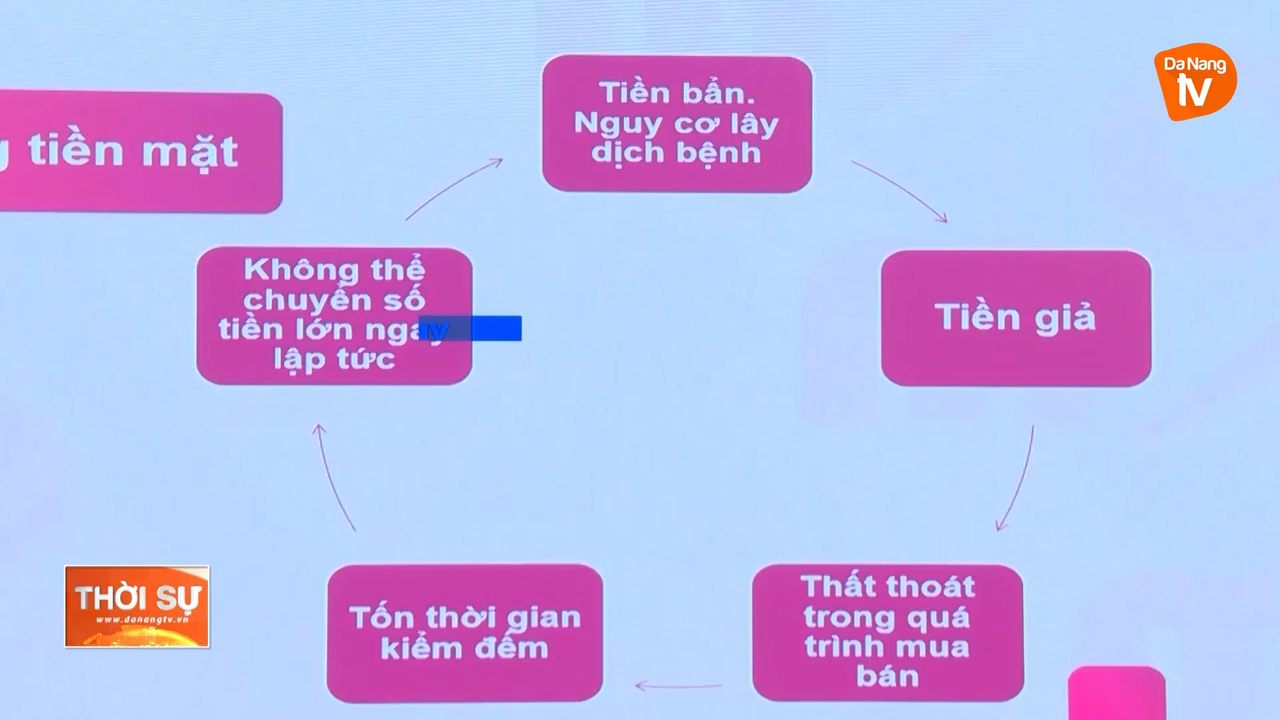 Da Nang
tv
tiền mặt
Tiền bẩn.
Nguy cơ lây
dịch bệnh
Không thể
chuyển số
tiền lớn ngay
lập tức
Tiền giả
Tốn thời gian
kiểm đếm
Thất thoát
trong quá
trình mua
bán
THỜI SỰ
www.danangtv.vn